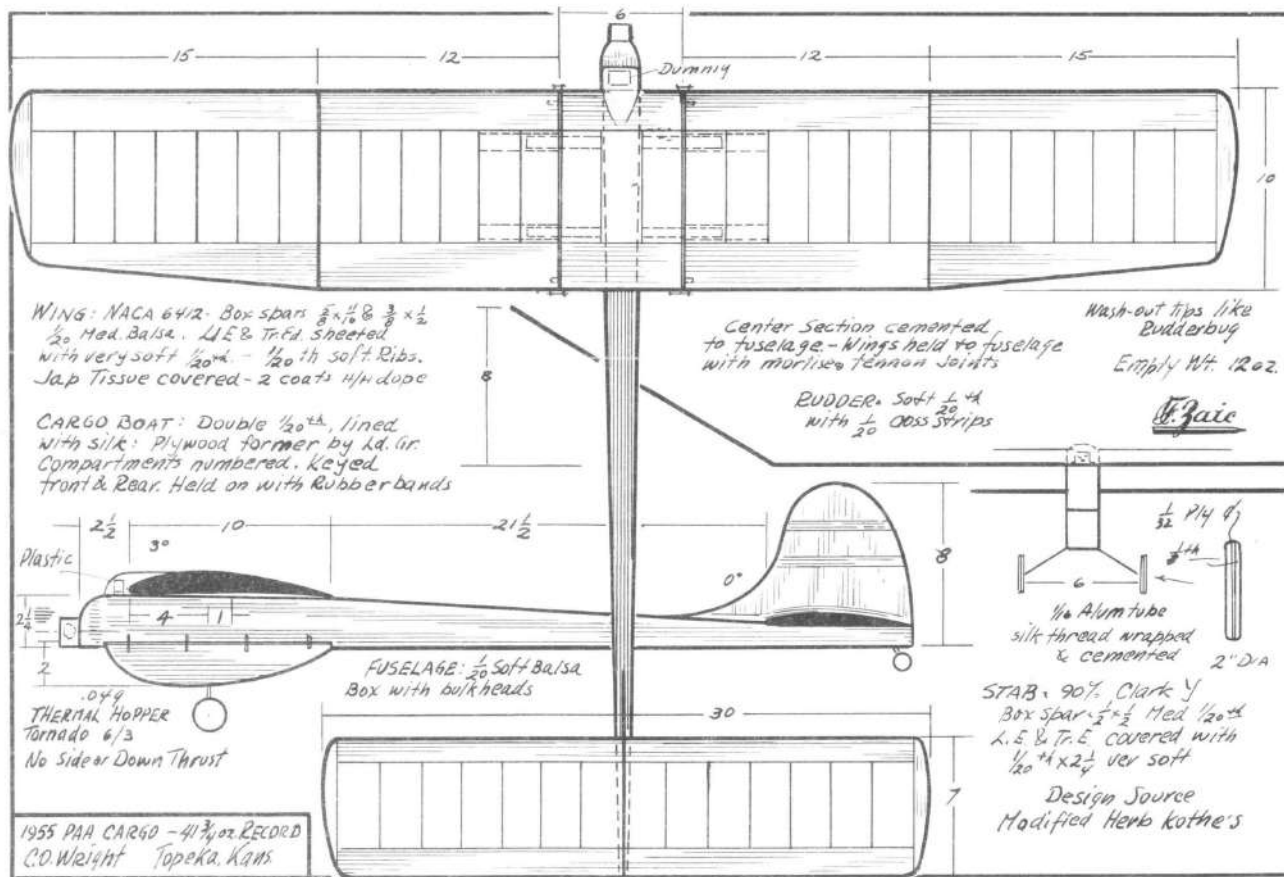 6
15
12
12
15
Dummy
10
WING: NACA 6412- Box spars 5/8 x 11/16 & 3/8 x 1/2
1/20 Med. Balsa. L.E & Tr.Ed. sheeted
with very soft 1/20th - 1/20th soft Ribs.
Jap Tissue covered - 2 coats H/H dope
CARGO BOAT: Double 1/20th, lined
with silk: Plywood former by Ld. Gr.
Compartments numbered. Keyed
front & Rear. Held on with Rubber bands
8
Center Section cemented
to fuselage - Wings held to fuselage
with mortise & tennon joints
RUDDER. Soft 1/20th
with 1/20 cross strips
Wash-out tips like
Rudderbug
Empty Wt. 12 oz.
F. Zaic
2 1/2
10
21 1/2
3°
Plastic
0°
8
2 1/4
4
1
2
FUSELAGE: 1/20 Soft Balsa
Box with bulkheads
.049
THERMAL HOPPER
Tornado 6/3
No Side or Down Thrust
1/32 Ply
6
1/16 Alum tube
silk thread wrapped
& cemented
2" DIA
STAB. 90% Clark Y
Box Spar - 1/2 x 1/2 Med 1/20th
L.E. & Tr.E. covered with
1/20th x 2 1/4 ver soft
Design Source
Modified Herb Kothe's
30
7
1955 PAA CARGO - 41 3/4 oz. RECORD
C.O. Wright Topeka, Kans.